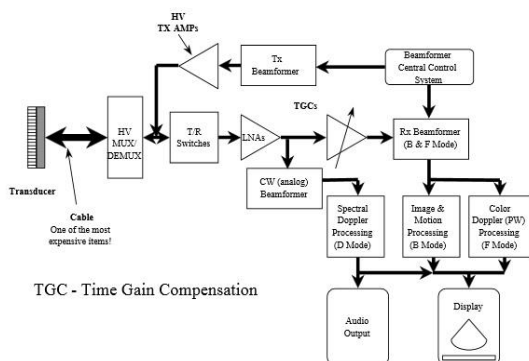 HV
TX AMPs
Tx
Beamformer
Beamformer
Central Control
System
TGCs
HV
MUX/
DEMUX
T/R
Switches
LNAs
Rx Beamformer
(B & F Mode)
Transducer
CW (analog)
Beamformer
Cable
One of the most
expensive items!
Spectral
Doppler
Processing
(D Mode)
Image &
Motion
Processing
(B Mode)
Color
Doppler (PW)
Processing
(F Mode)
TGC - Time Gain Compensation
Audio
Output
Display